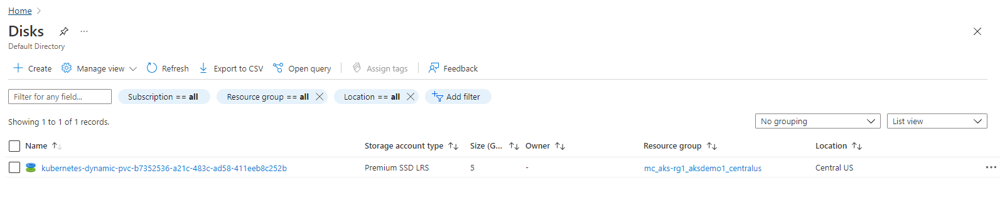 Home
Disks
Default Directory
Create Manage view Refresh Export to CSV Open query Assign tags Feedback
Filter for any field... Subscription == all Resource group == all Location == all Add filter
Showing 1 to 1 of 1 records. No grouping List view
Name Storage account type Size (G... Owner Resource group Location
kubernetes-dynamic-pvc-b7352536-a21c-483c-ad58-411eeb8c252b Premium SSD LRS 5 - mc_aks-rg1_aksdemo1_centralus Central US